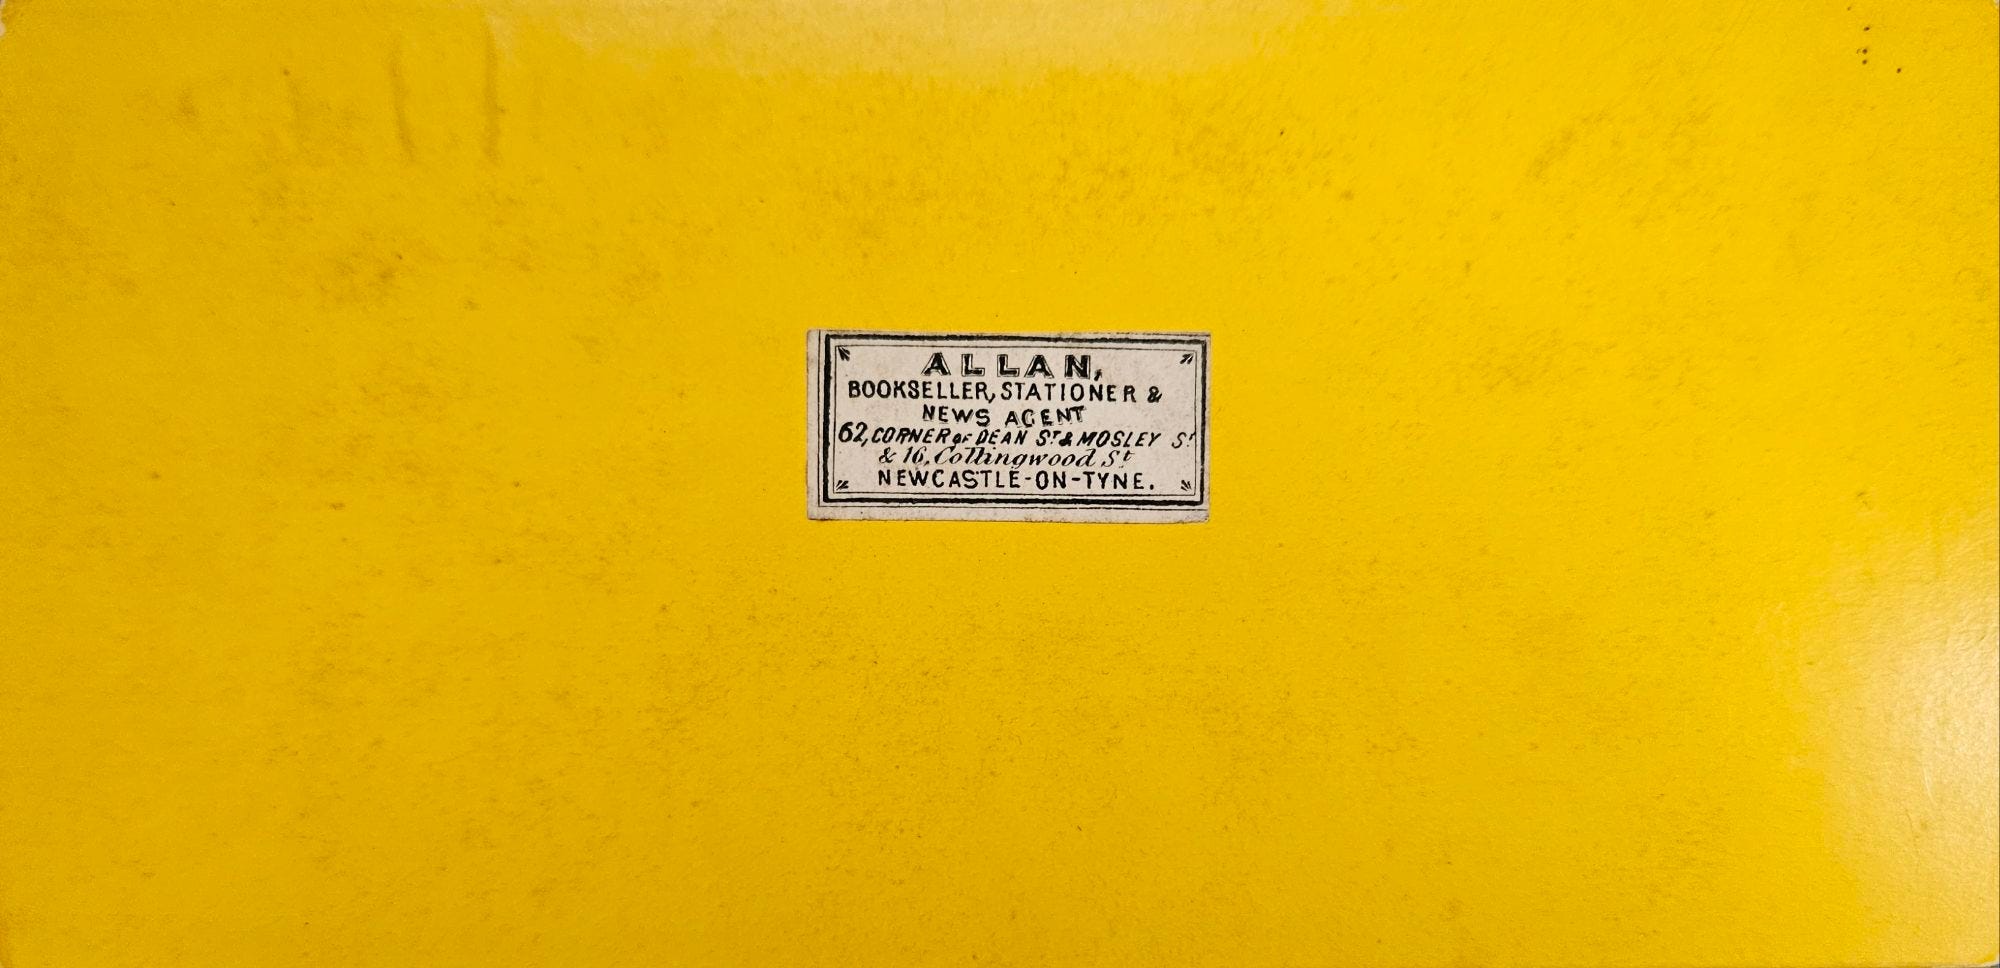 ALLAN,
BOOKSELLER, STATIONER &
NEWS AGENT
62, CORNER OF DEAN ST & MOSLEY ST
& 16, Collingwood St
NEWCASTLE-ON-TYNE.